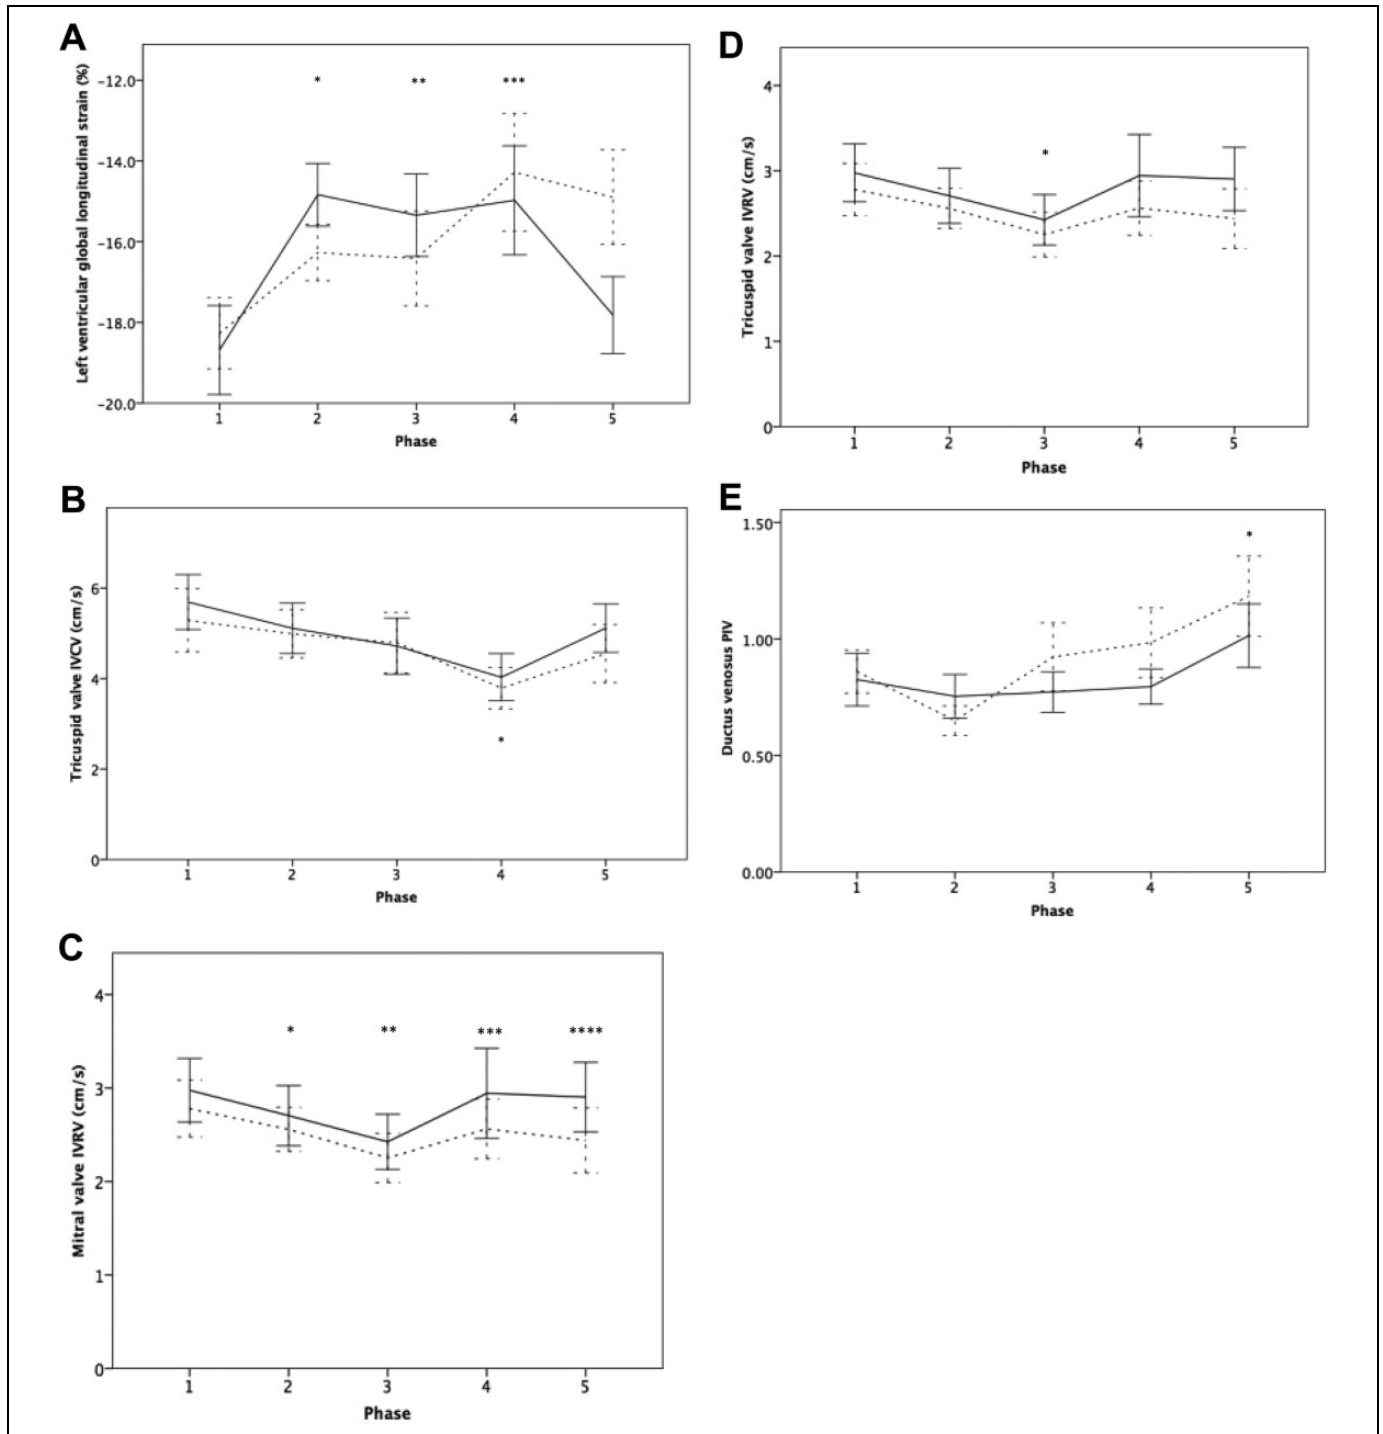 A
Left ventricular global longitudinal strain (%)
-12.0
-14.0
-16.0
-18.0
-20.0
* ** ***
1 2 3 4 5
Phase
B
Tricuspid valve IVCV (cm/s)
6
4
2
0
*
1 2 3 4 5
Phase
C
Mitral valve IVRV (cm/s)
4
3
2
1
0
* ** *** ****
1 2 3 4 5
Phase
D
Tricuspid valve IVRV (cm/s)
4
3
2
1
0
*
1 2 3 4 5
Phase
E
Ductus venosus PIV
1.50
1.00
0.50
0.00
*
1 2 3 4 5
Phase